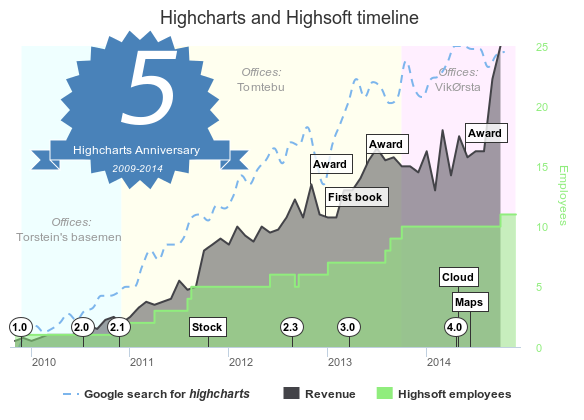 Highcharts and Highsoft timeline
5
Highcharts Anniversary
2009-2014
Offices:
Torstein's basemen
Offices:
Tomtebu
Offices:
VikØrsta
Award
Award
Award
First book
Cloud
Maps
1.0
2.0
2.1
Stock
2.3
3.0
4.0
25
20
15
10
5
0
Employees
2010
2011
2012
2013
2014
Google search for highcharts
Revenue
Highsoft employees